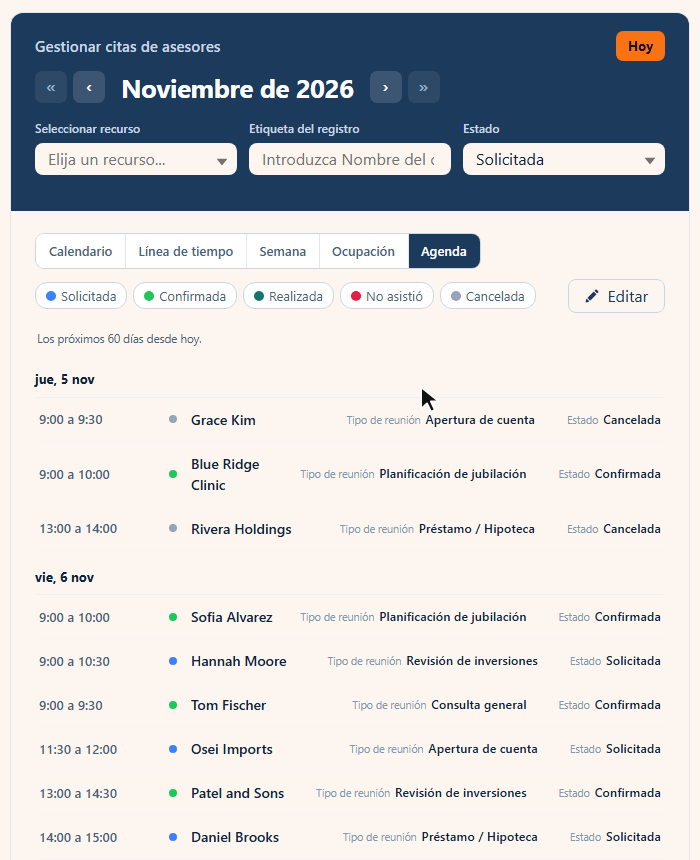 Gestionar citas de asesores
Hoy
« ‹ Noviembre de 2026 › »
Seleccionar recurso Etiqueta del registro Estado
Elija un recurso... Introduzca Nombre del c Solicitada
Calendario Línea de tiempo Semana Ocupación Agenda
Solicitada Confirmada Realizada No asistió Cancelada Editar
Los próximos 60 días desde hoy.
jue, 5 nov
9:00 a 9:30 Grace Kim Tipo de reunión Apertura de cuenta Estado Cancelada
9:00 a 10:00 Blue Ridge Clinic Tipo de reunión Planificación de jubilación Estado Confirmada
13:00 a 14:00 Rivera Holdings Tipo de reunión Préstamo / Hipoteca Estado Cancelada
vie, 6 nov
9:00 a 10:00 Sofia Alvarez Tipo de reunión Planificación de jubilación Estado Confirmada
9:00 a 10:30 Hannah Moore Tipo de reunión Revisión de inversiones Estado Solicitada
9:00 a 9:30 Tom Fischer Tipo de reunión Consulta general Estado Confirmada
11:30 a 12:00 Osei Imports Tipo de reunión Apertura de cuenta Estado Solicitada
13:00 a 14:30 Patel and Sons Tipo de reunión Revisión de inversiones Estado Confirmada
14:00 a 15:00 Daniel Brooks Tipo de reunión Préstamo / Hipoteca Estado Solicitada